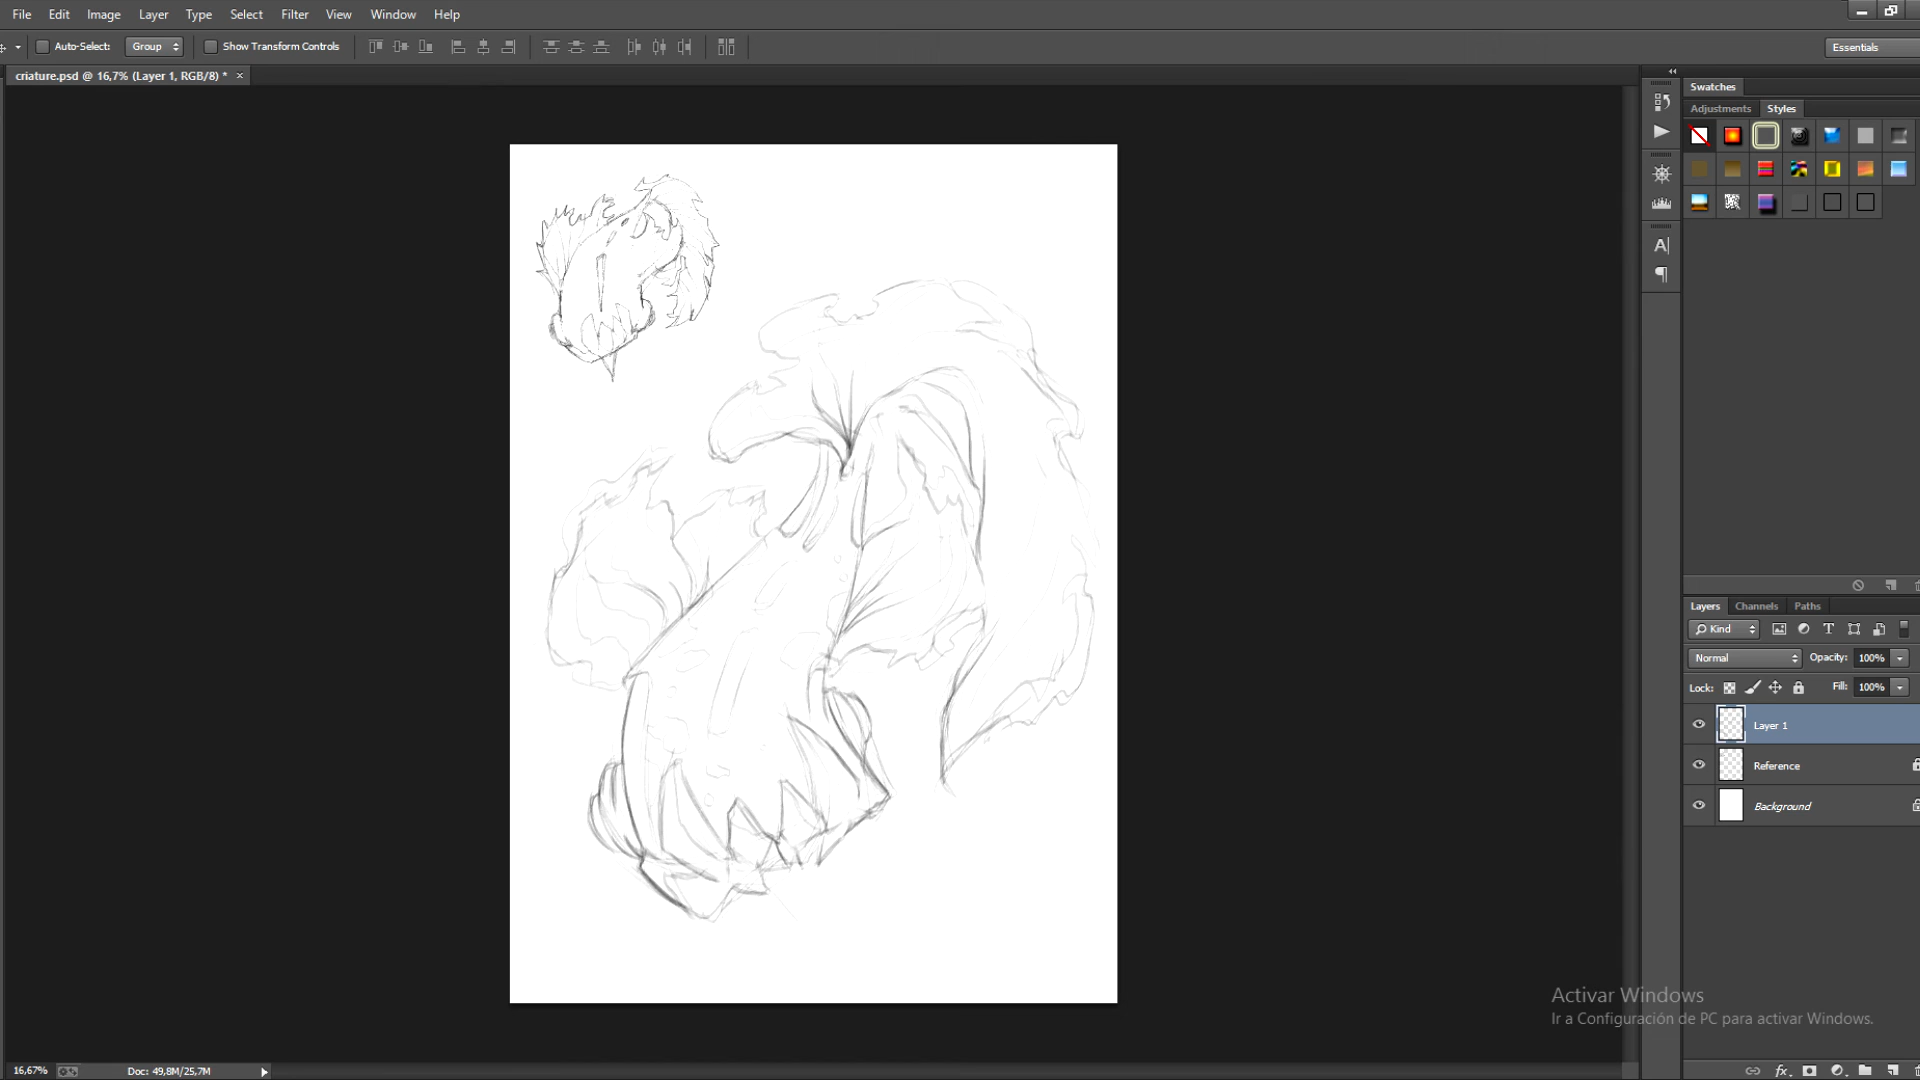 File Edit Image Layer Type Select Filter View Window Help
Auto-Select: Group Show Transform Controls Essentials
criature.psd @ 16,7% (Layer 1, RGB/8) * ×
Swatches
Adjustments Styles
A
Layers Channels Paths
Kind T
Normal Opacity: 100%
Lock: Fill: 100%
Layer 1
Reference
Background
Activar Windows
Ir a Configuración de PC para activar Windows.
16,67% Doc: 49,8M/25,7M fx